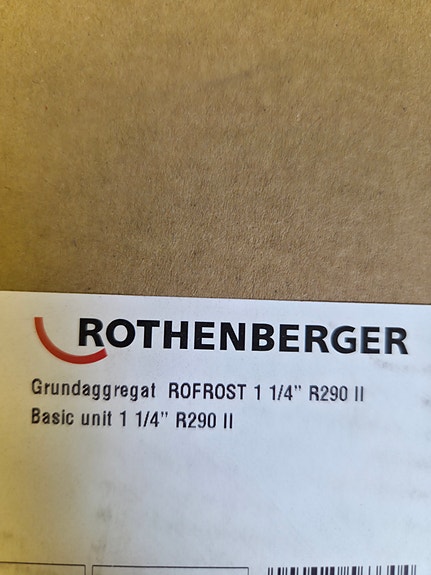 ROTHENBERGER
Grundaggregat ROFROST 1 1/4” R290 II
Basic unit 1 1/4” R290 II